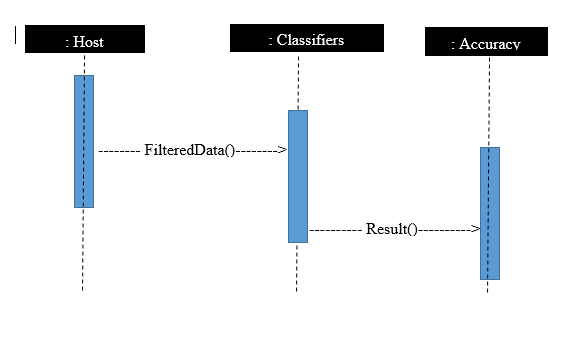 : Host
: Classifiers
: Accuracy
-------- FilteredData()-------->
---------- Result()---------->